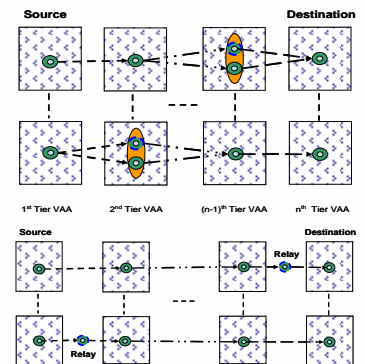 Source Destination
1st Tier VAA 2nd Tier VAA (n-1)th Tier VAA nth Tier VAA
Source Destination
Relay
Relay